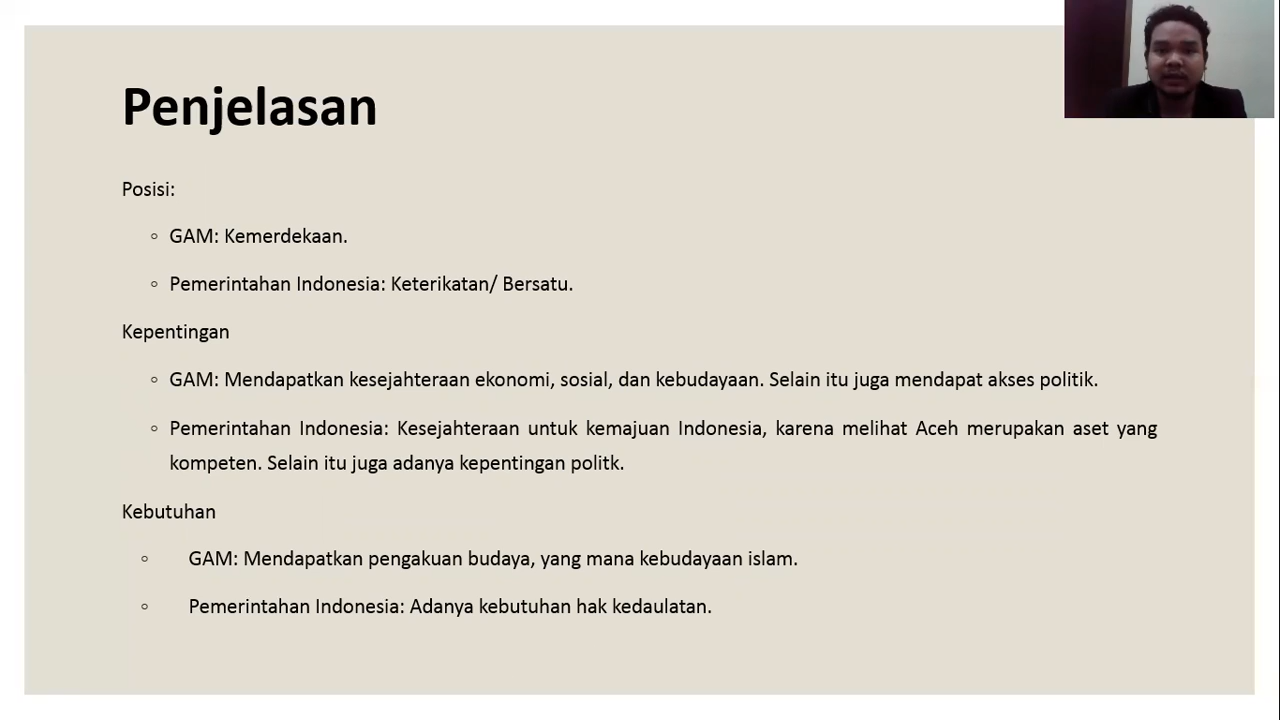 Penjelasan
Posisi:
◦ GAM: Kemerdekaan.
◦ Pemerintahan Indonesia: Keterikatan/ Bersatu.
Kepentingan
◦ GAM: Mendapatkan kesejahteraan ekonomi, sosial, dan kebudayaan. Selain itu juga mendapat akses politik.
◦ Pemerintahan Indonesia: Kesejahteraan untuk kemajuan Indonesia, karena melihat Aceh merupakan aset yang
kompeten. Selain itu juga adanya kepentingan politk.
Kebutuhan
◦ GAM: Mendapatkan pengakuan budaya, yang mana kebudayaan islam.
◦ Pemerintahan Indonesia: Adanya kebutuhan hak kedaulatan.